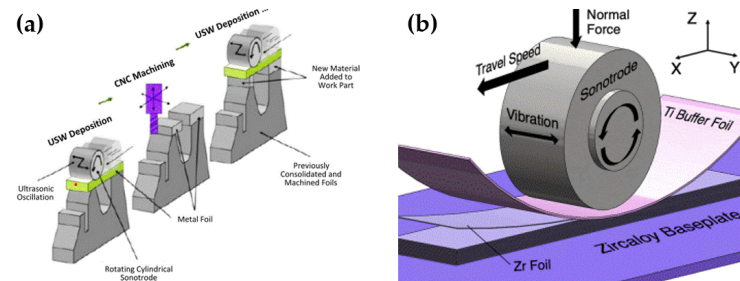 (a)
USW Deposition ...
CNC Machining
USW Deposition
New Material
Added to
Work Part
Ultrasonic
Oscillation
Metal Foil
Previously
Consolidated and
Machined Foils
Rotating Cylindrical
Sonotrode
(b)
Normal
Force
Travel Speed
Sonotrode
Vibration
Z
X
Y
Ti Buffer Foil
Zr Foil
Zircaloy Baseplate